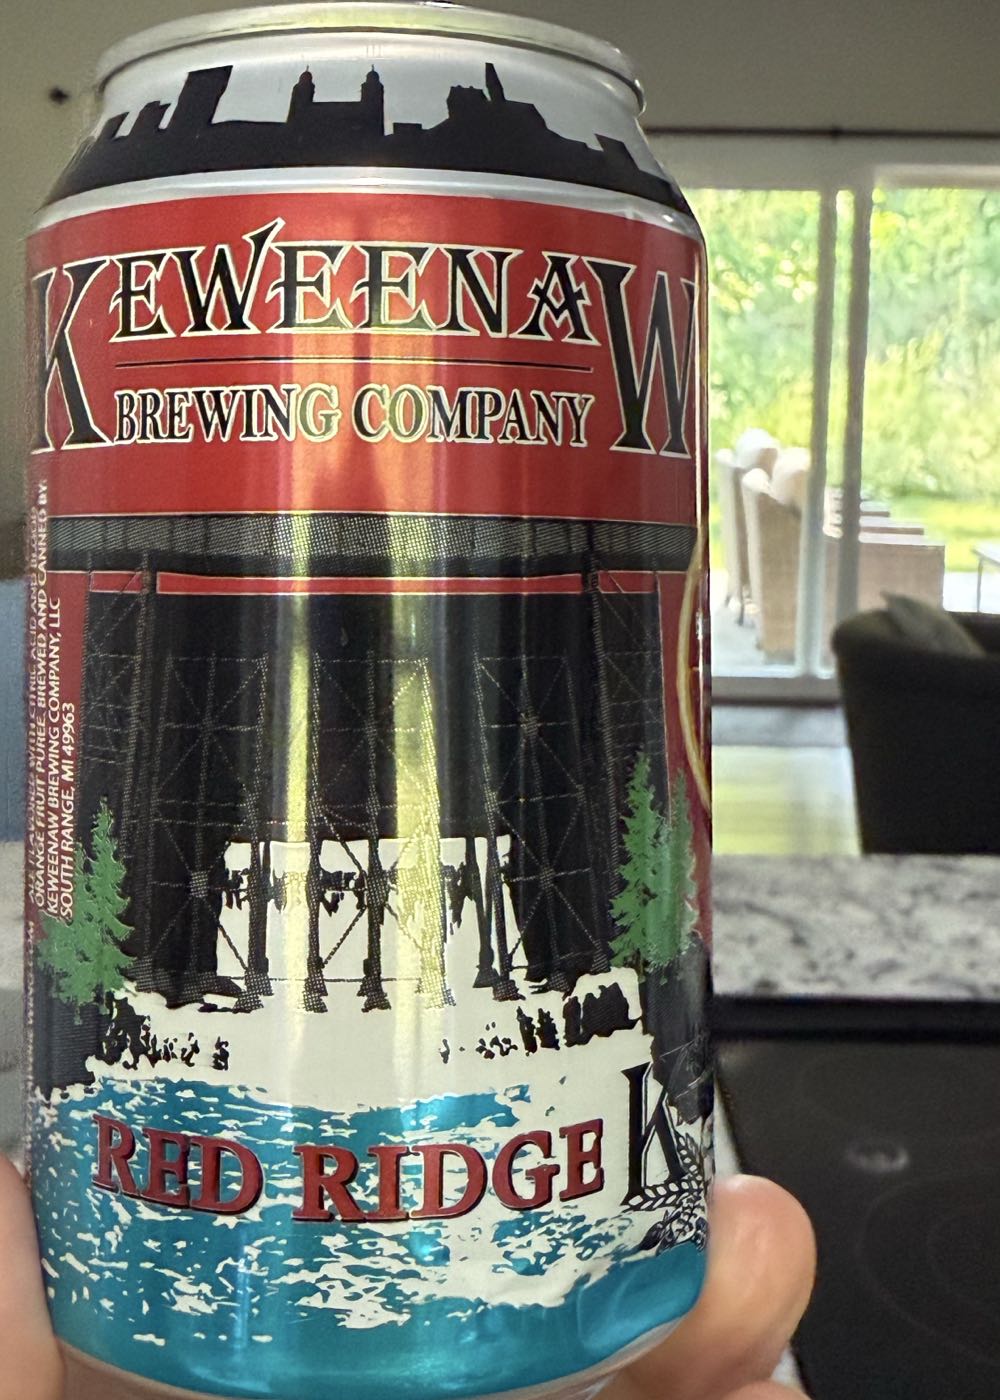 KEWEENAW
BREWING COMPANY
ORANGE FRUIT PUREE. BREWED AND CANNED BY:
KEWEENAW BREWING COMPANY, LLC
SOUTH RANGE, MI 49963
RED RIDGE
K